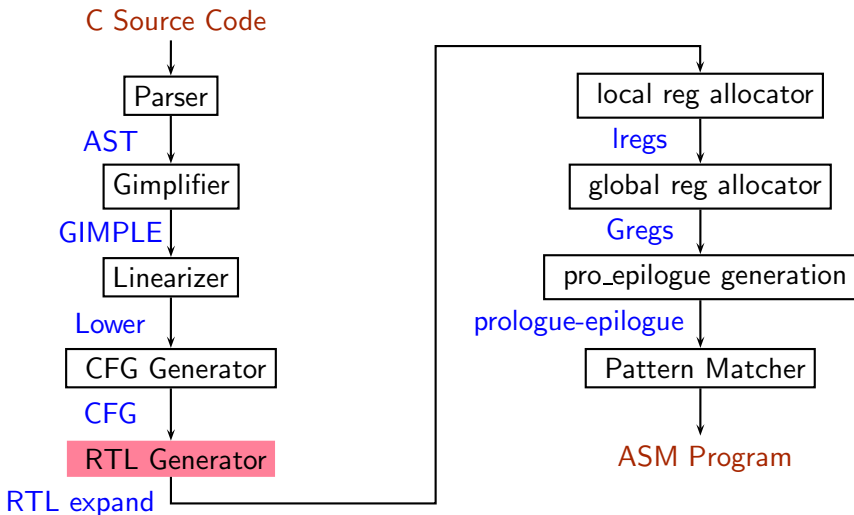 C Source Code
Parser
AST
Gimplifier
GIMPLE
Linearizer
Lower
CFG Generator
CFG
RTL Generator
RTL expand
local reg allocator
lregs
global reg allocator
Gregs
pro_epilogue generation
prologue-epilogue
Pattern Matcher
ASM Program